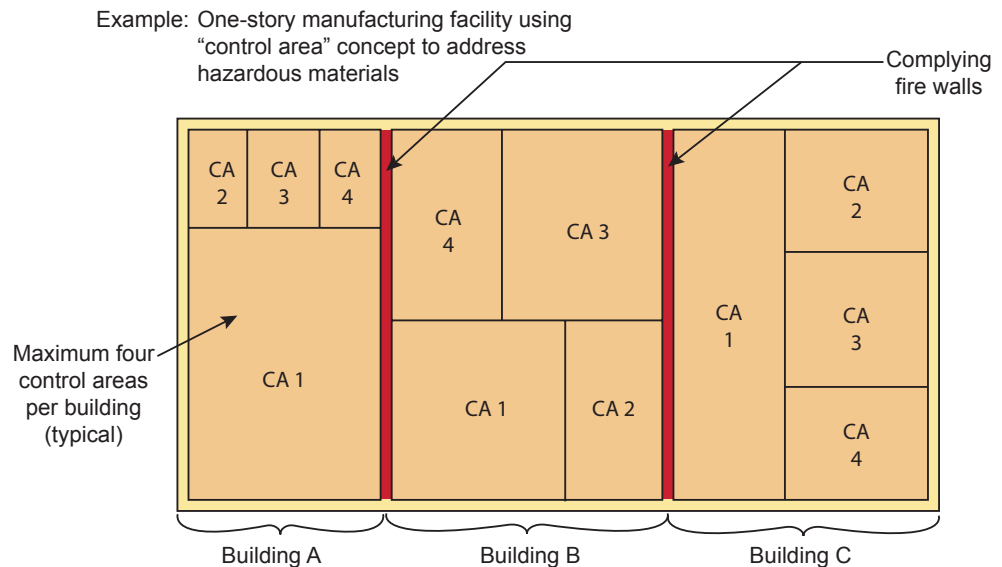 Example: One-story manufacturing facility using
“control area” concept to address
hazardous materials
Complying
fire walls
CA
2
CA
3
CA
4
CA
4
CA 3
CA
2
CA
1
CA
3
Maximum four
control areas
per building
(typical)
CA 1
CA 1
CA 2
CA
4
Building A
Building B
Building C